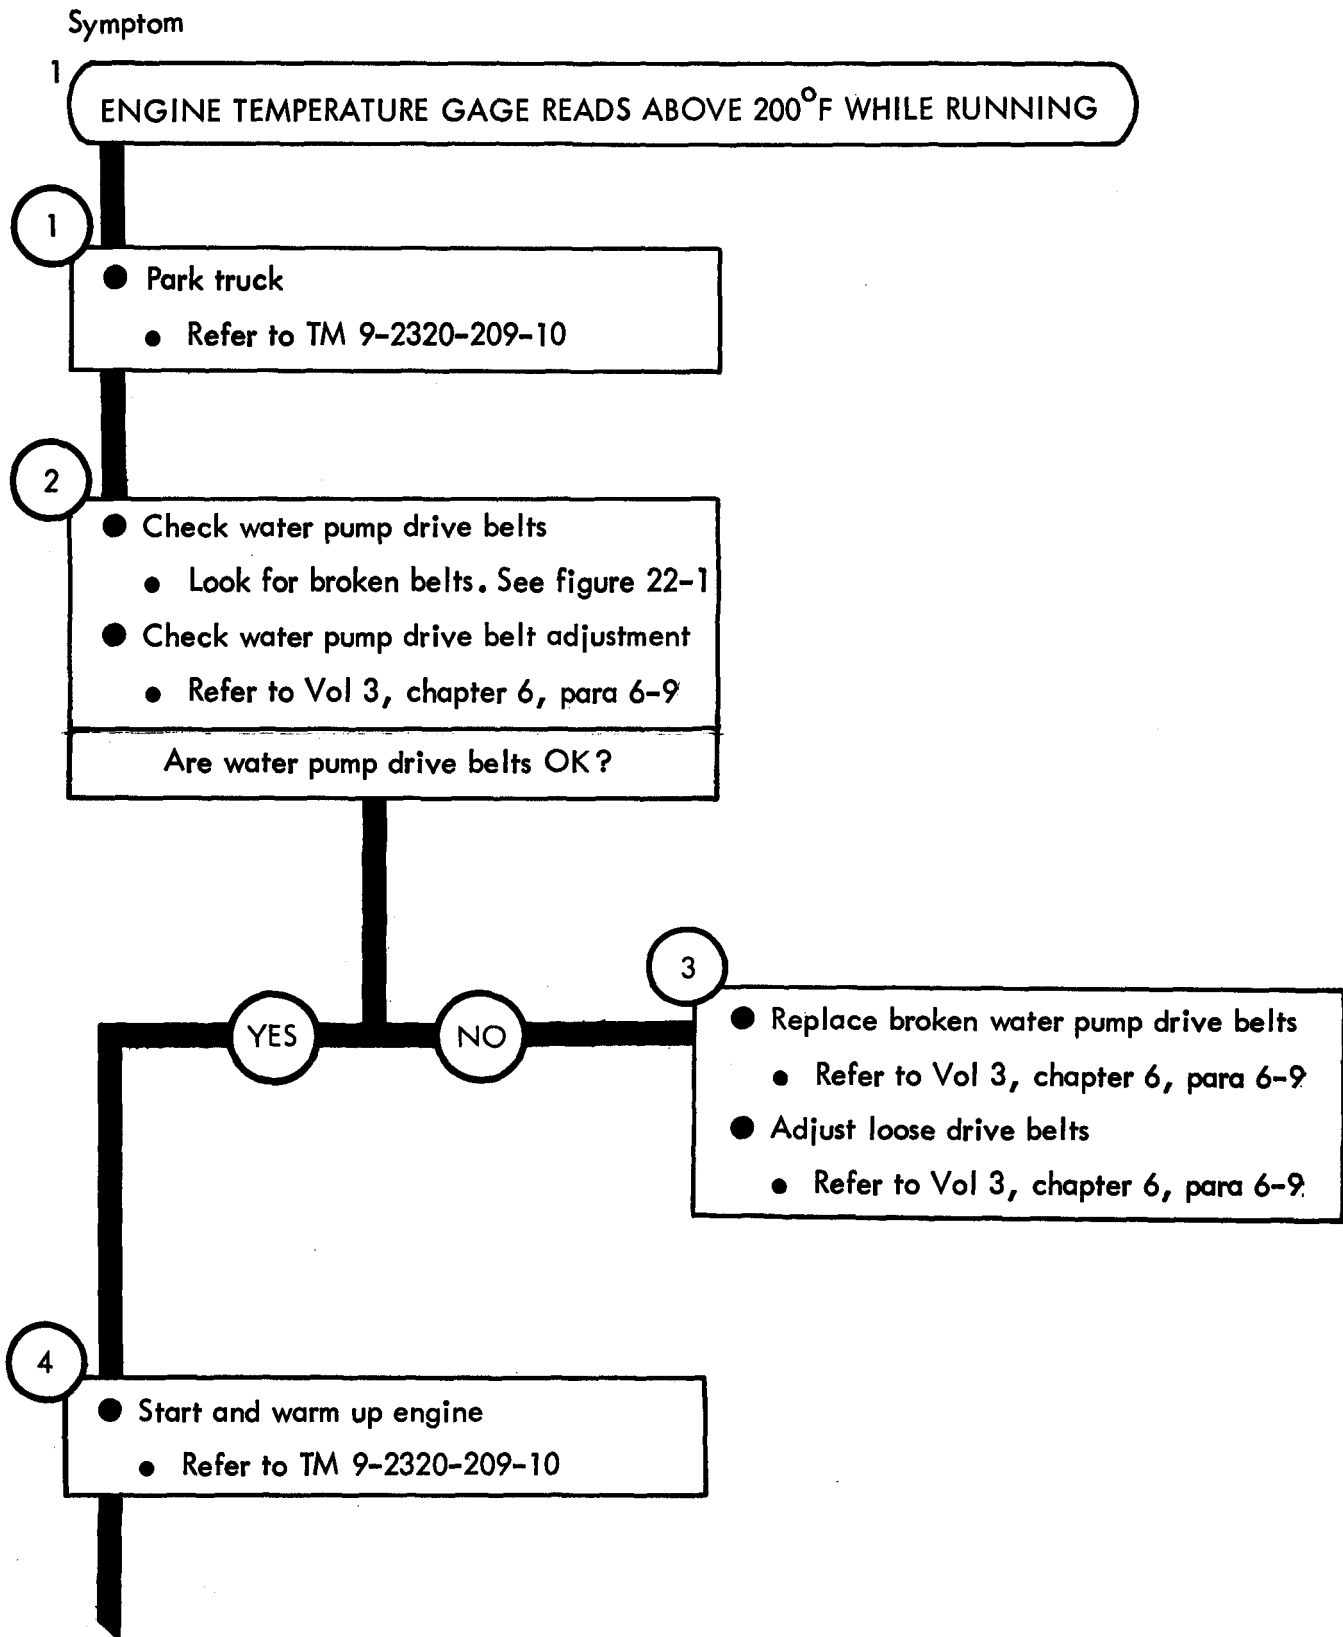 Symptom
1
ENGINE TEMPERATURE GAGE READS ABOVE 200°F WHILE RUNNING
1
● Park truck
● Refer to TM 9-2320-209-10
2
● Check water pump drive belts
● Look for broken belts. See figure 22-1
● Check water pump drive belt adjustment
● Refer to Vol 3, chapter 6, para 6-9
Are water pump drive belts OK?
YES
NO
3
● Replace broken water pump drive belts
● Refer to Vol 3, chapter 6, para 6-9
● Adjust loose drive belts
● Refer to Vol 3, chapter 6, para 6-9
4
● Start and warm up engine
● Refer to TM 9-2320-209-10